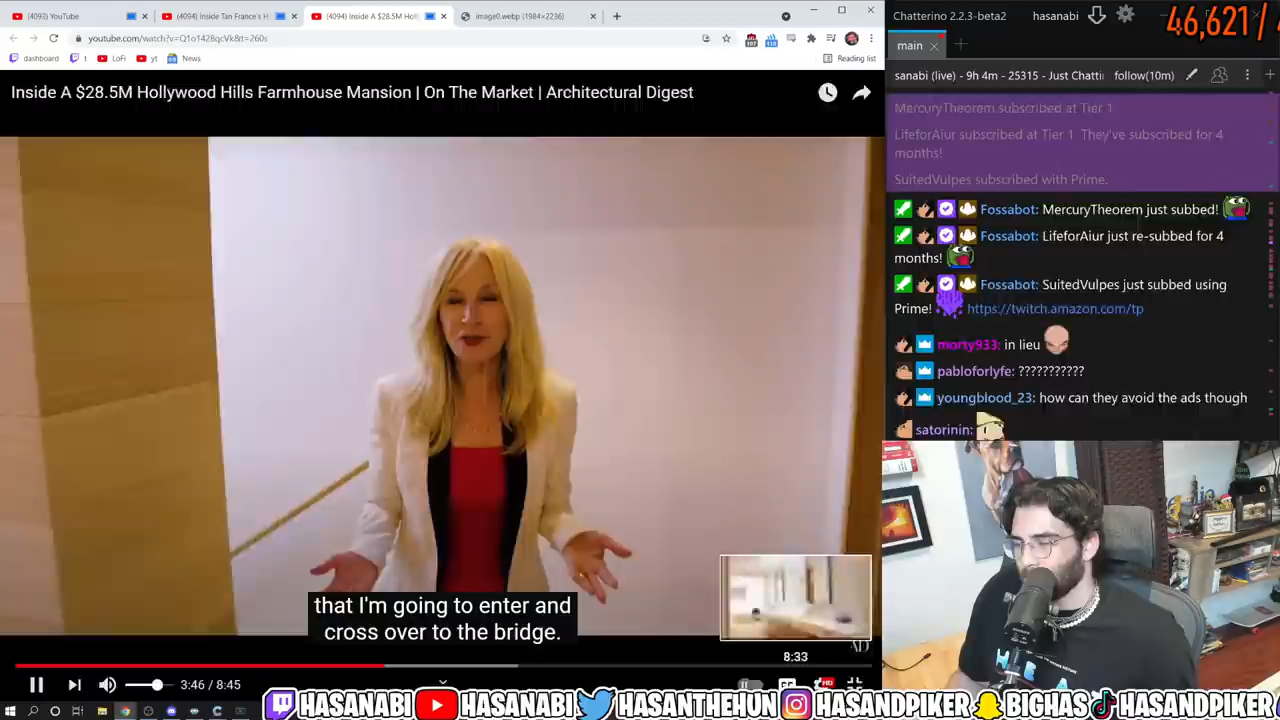 (4093) YouTube
(4094) Inside Tan France's H
(4094) Inside A $28.5M Holly
image0.webp (1984×2236)
youtube.com/watch?v=Q1o1428qcVk&t=260s
dashboard
1
LoFi
yt
News
Reading list
Inside A $28.5M Hollywood Hills Farmhouse Mansion | On The Market | Architectural Digest
that I'm going to enter and
cross over to the bridge.
AD
8:33
3:46 / 8:45
Chatterino 2.2.3-beta2
hasanabi
46,621 /
main
sanabi (live) - 9h 4m - 25315 - Just Chatti
follow(10m)
MercuryTheorem subscribed at Tier 1
LifeforAiur subscribed at Tier 1 They've subscribed for 4
months!
SuitedVulpes subscribed with Prime.
Fossabot: MercuryTheorem just subbed!
Fossabot: LifeforAiur just re-subbed for 4
months!
Fossabot: SuitedVulpes just subbed using
Prime! https://twitch.amazon.com/tp
morty933: in lieu
pabloforlyfe: ???????????
youngblood_23: how can they avoid the ads though
satorinin:
HASANABI HASANABI HASANTHEHUN HASANDPIKER BIGHAS HASANDPIKER